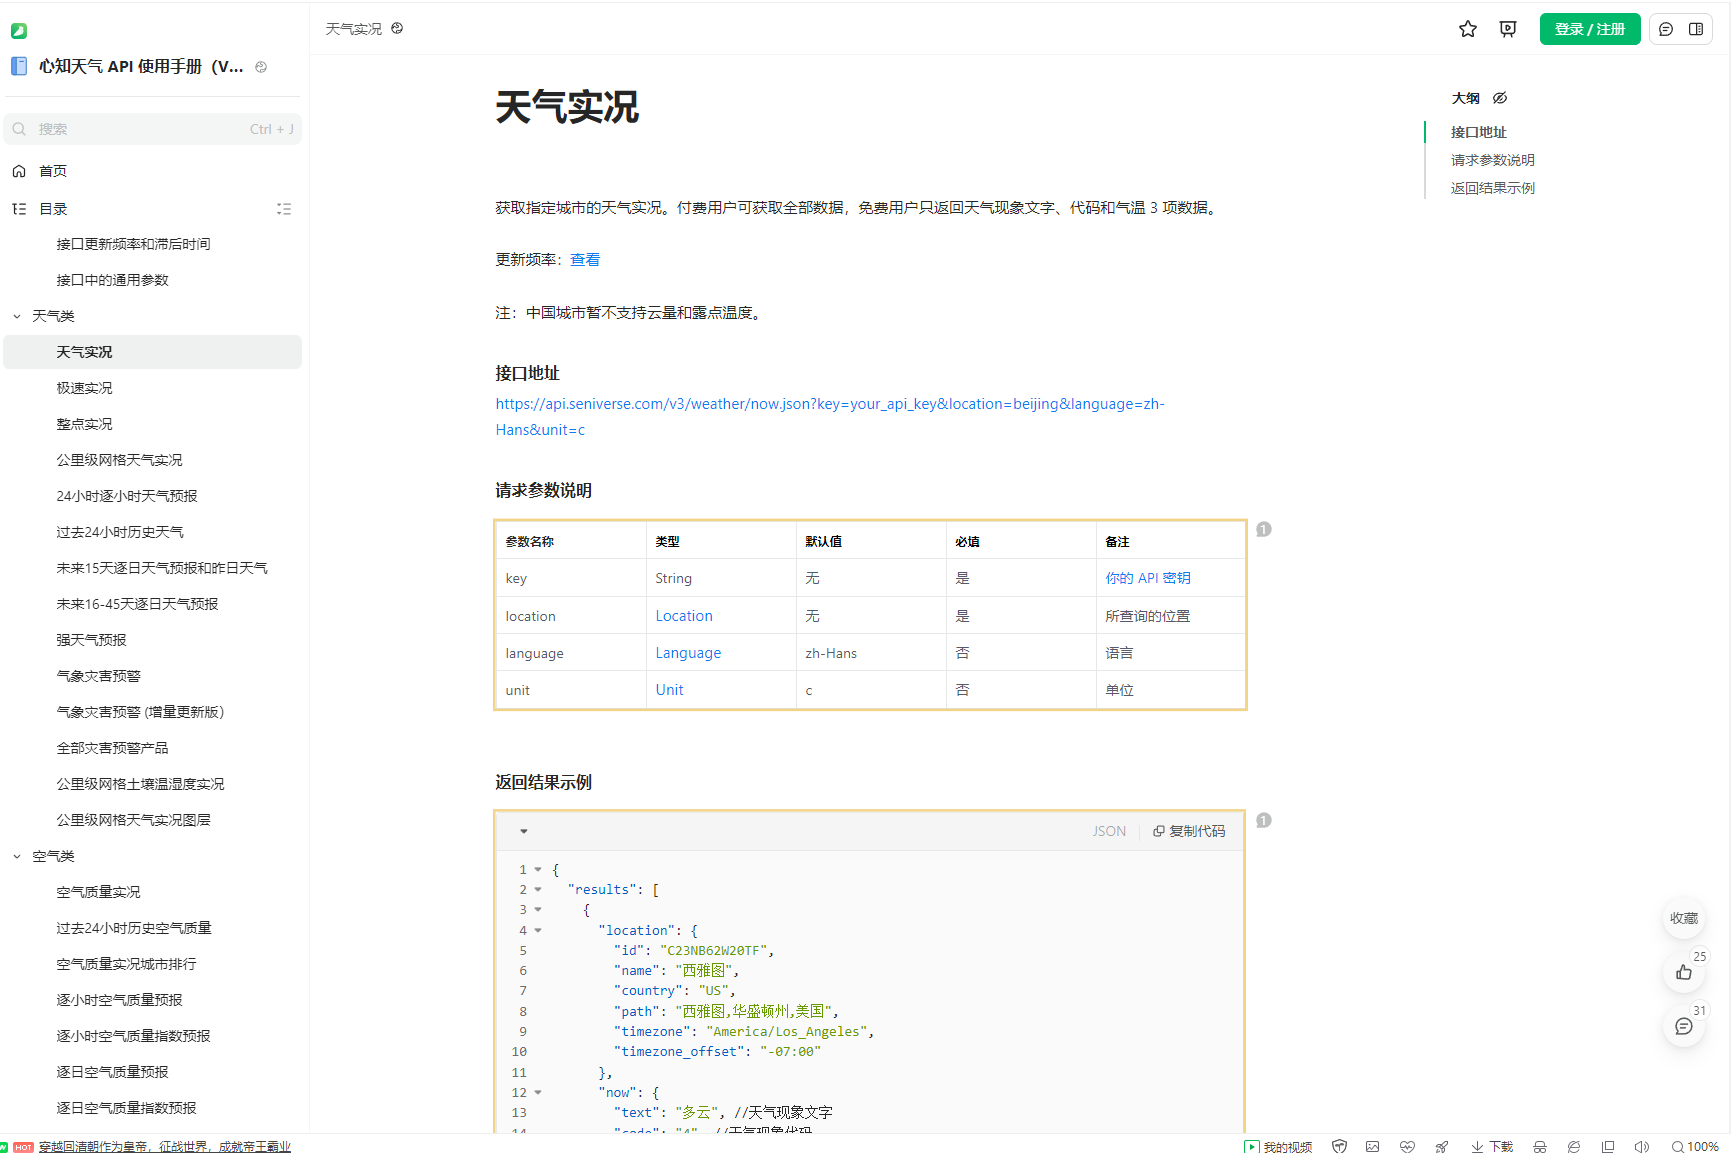 心知天气 API 使用手册（V...
搜索
Ctrl + J
首页
目录
接口更新频率和滞后时间
接口中的通用参数
天气类
天气实况
极速实况
整点实况
公里级网格天气实况
24小时逐小时天气预报
过去24小时历史天气
未来15天逐日天气预报和昨日天气
未来16-45天逐日天气预报
强天气预报
气象灾害预警
气象灾害预警 (增量更新版)
全部灾害预警产品
公里级网格土壤温湿度实况
公里级网格天气实况图层
空气类
空气质量实况
过去24小时历史空气质量
空气质量实况城市排行
逐小时空气质量预报
逐小时空气质量指数预报
逐日空气质量预报
逐日空气质量指数预报
天气实况
登录 / 注册
天气实况
获取指定城市的天气实况。付费用户可获取全部数据，免费用户只返回天气现象文字、代码和气温 3 项数据。
更新频率：查看
注：中国城市暂不支持云量和露点温度。
接口地址
https://api.seniverse.com/v3/weather/now.json?key=your_api_key&location=beijing&language=zh-
Hans&unit=c
请求参数说明
参数名称 类型 默认值 必填 备注
key String 无 是 你的 API 密钥
location Location 无 是 所查询的位置
language Language zh-Hans 否 语言
unit Unit c 否 单位
1
返回结果示例
1
JSON 复制代码
1 {
2 "results": [
3 {
4 "location": {
5 "id": "C23NB62W20TF",
6 "name": "西雅图",
7 "country": "US",
8 "path": "西雅图,华盛顿州,美国",
9 "timezone": "America/Los_Angeles",
10 "timezone_offset": "-07:00"
11 },
12 "now": {
13 "text": "多云", //天气现象文字
14 "code": "4", //天气现象代码
大纲
接口地址
请求参数说明
返回结果示例
收藏
25
31
HOT 穿越回清朝作为皇帝，征战世界，成就帝王霸业
我的视频
下载
100%